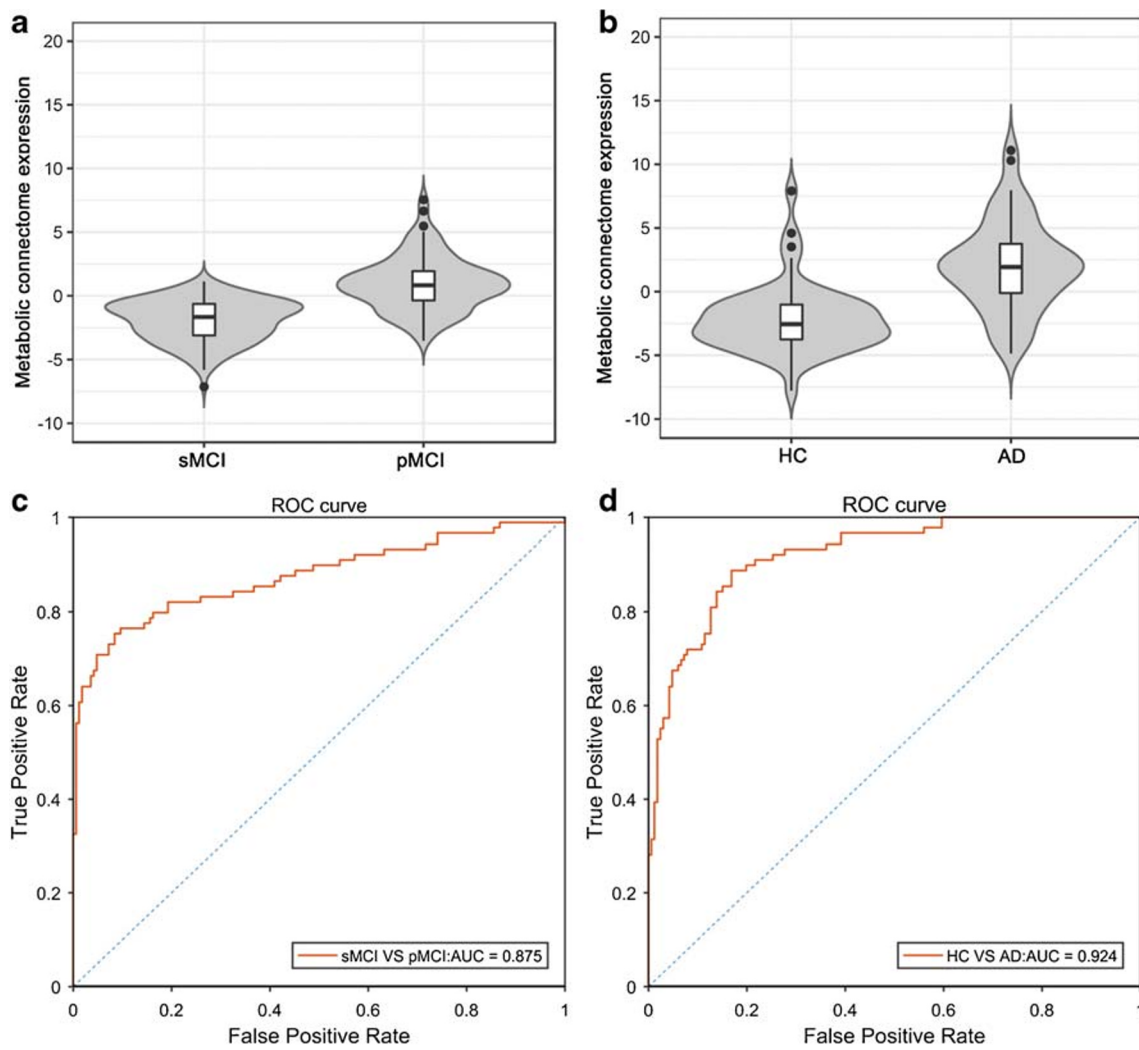 a
Metabolic connectome exoression
20
15
10
5
0
-5
-10
sMCI
pMCI
b
Metabolic connectome expression
20
15
10
5
0
-5
-10
HC
AD
c
ROC curve
True Positive Rate
1
0.8
0.6
0.4
0.2
0
0
0.2
0.4
0.6
0.8
1
False Positive Rate
sMCI VS pMCI:AUC = 0.875
d
ROC curve
True Positive Rate
1
0.8
0.6
0.4
0.2
0
0
0.2
0.4
0.6
0.8
1
False Positive Rate
HC VS AD:AUC = 0.924